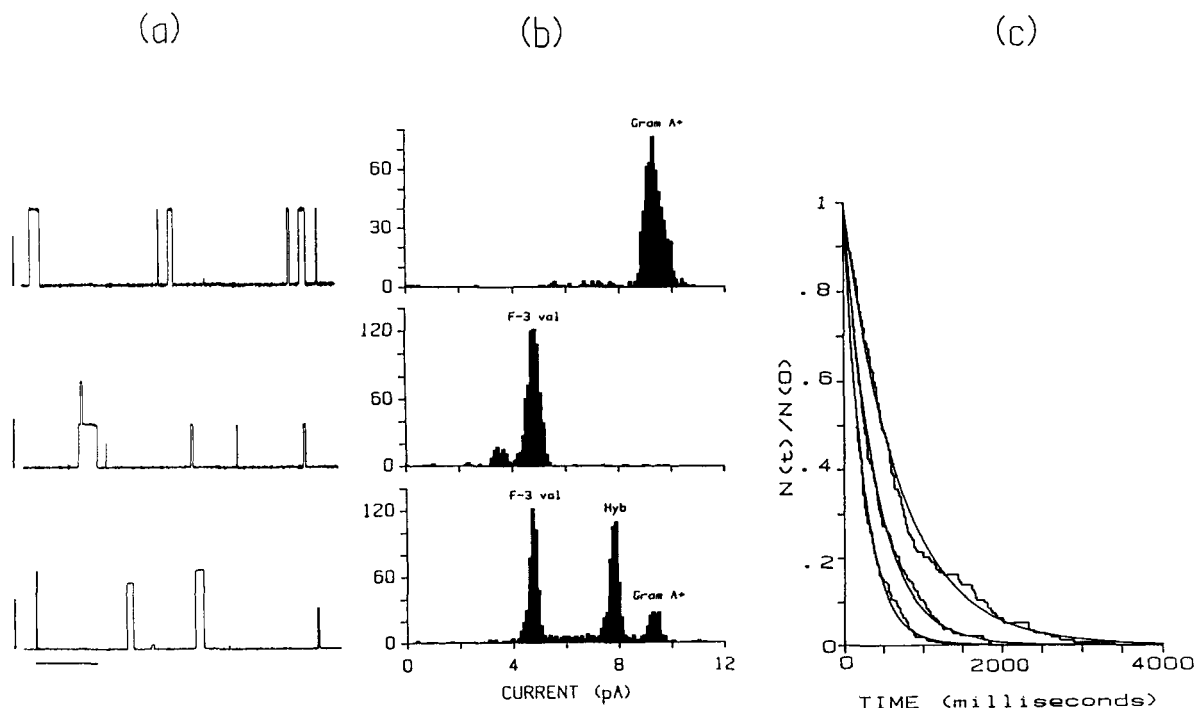 (a)
(b)
(c)
Gram A+
60
30
0
F-3 val
120
60
0
F-3 val
Hyb
Gram A+
120
60
0
0 4 8 12
CURRENT (pA)
1
.8
.6
.4
.2
0
N(t)/N(0)
0 2000 4000
TIME (milliseconds)